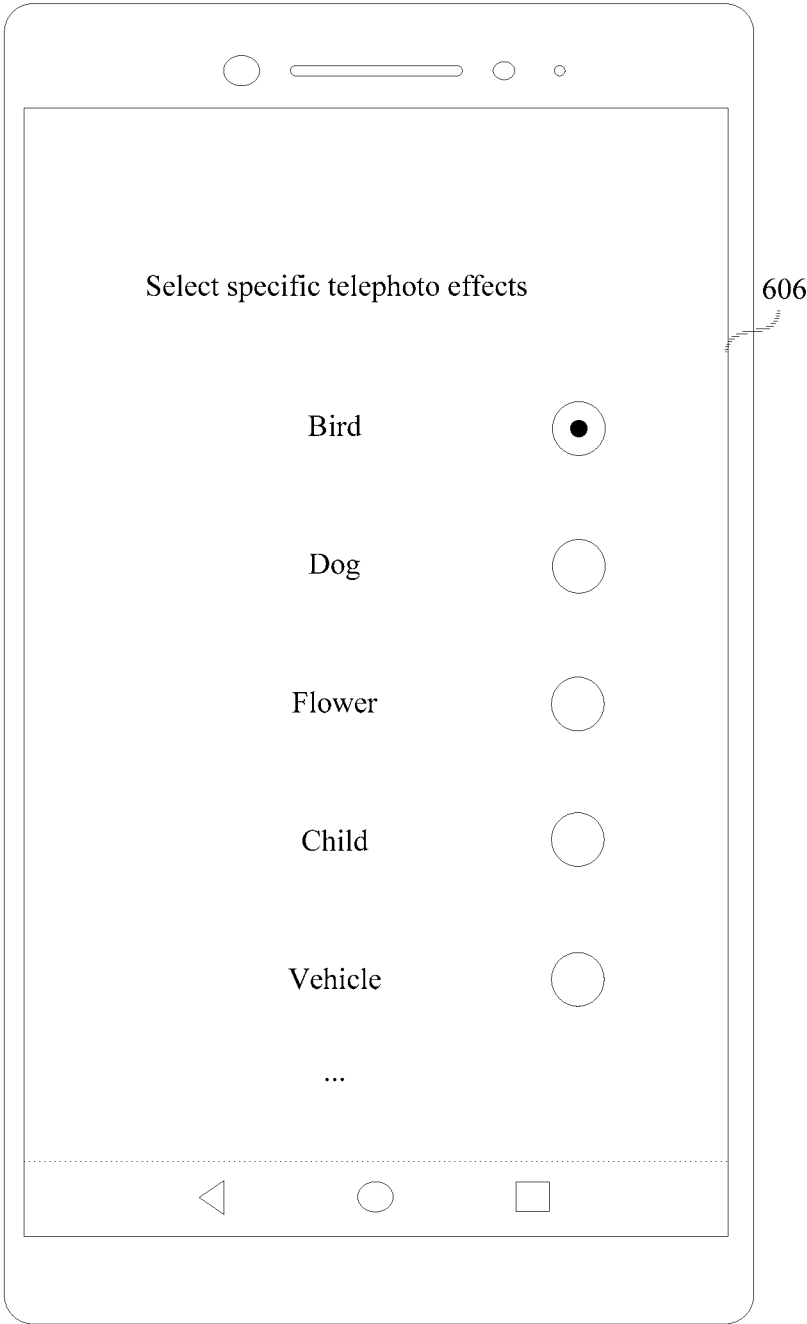 Select specific telephoto effects
606
Bird
Dog
Flower
Child
Vehicle
...